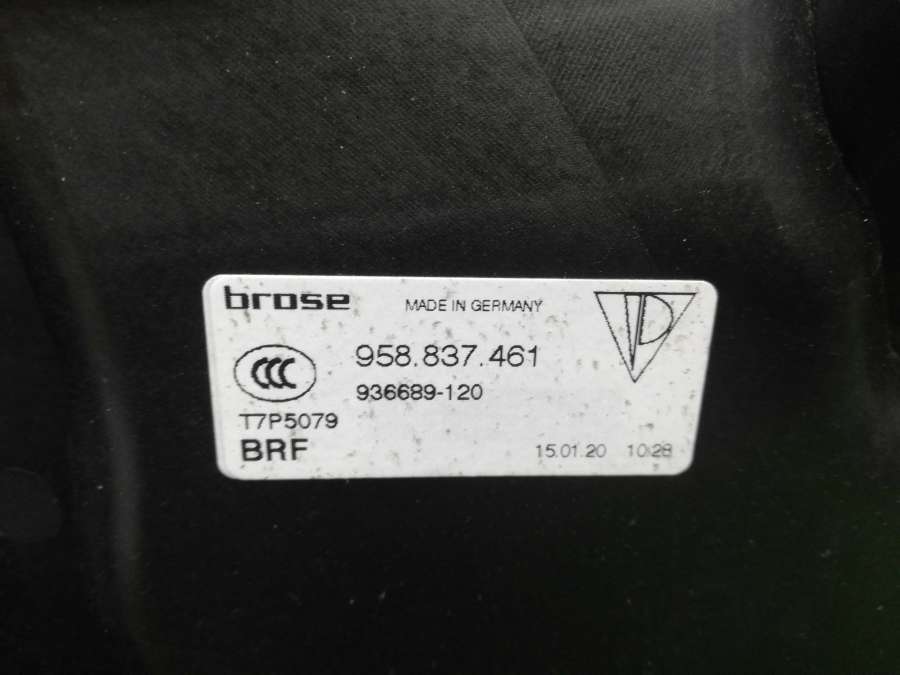 brose
MADE IN GERMANY
958.837.461
936689-120
T7P5079
BRF
15.01.20 10:28